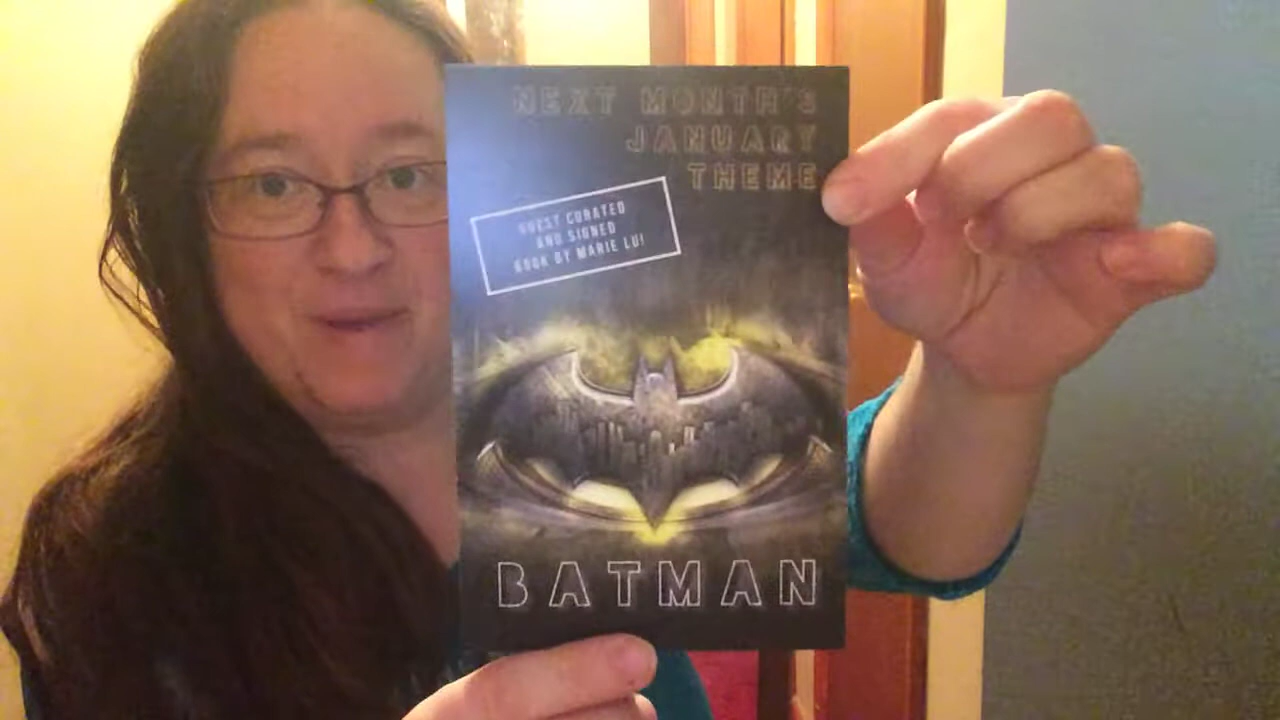 NEXT MONTH'S
JANUARY
THEME
GUEST CURATED
AND SIGNED
BOOK BY MARIE LU!
BATMAN